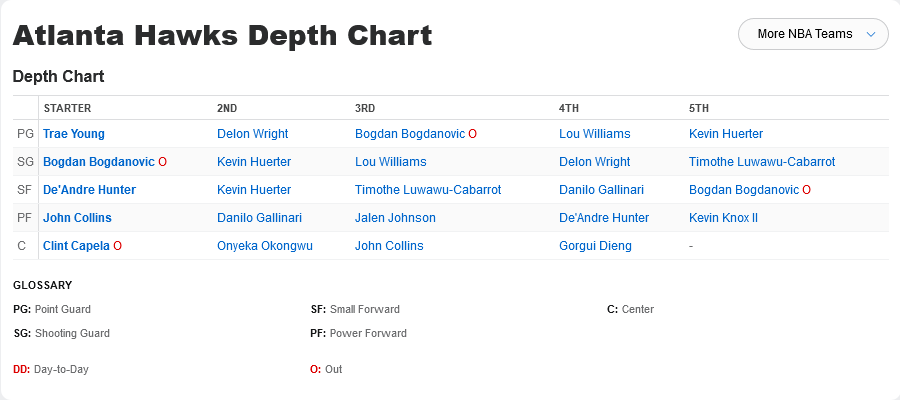 Atlanta Hawks Depth Chart
More NBA Teams
Depth Chart
STARTER 2ND 3RD 4TH 5TH
PG Trae Young Delon Wright Bogdan Bogdanovic O Lou Williams Kevin Huerter
SG Bogdan Bogdanovic O Kevin Huerter Lou Williams Delon Wright Timothe Luwawu-Cabarrot
SF De'Andre Hunter Kevin Huerter Timothe Luwawu-Cabarrot Danilo Gallinari Bogdan Bogdanovic O
PF John Collins Danilo Gallinari Jalen Johnson De'Andre Hunter Kevin Knox II
C Clint Capela O Onyeka Okongwu John Collins Gorgui Dieng -
GLOSSARY
PG: Point Guard SF: Small Forward C: Center
SG: Shooting Guard PF: Power Forward
DD: Day-to-Day O: Out